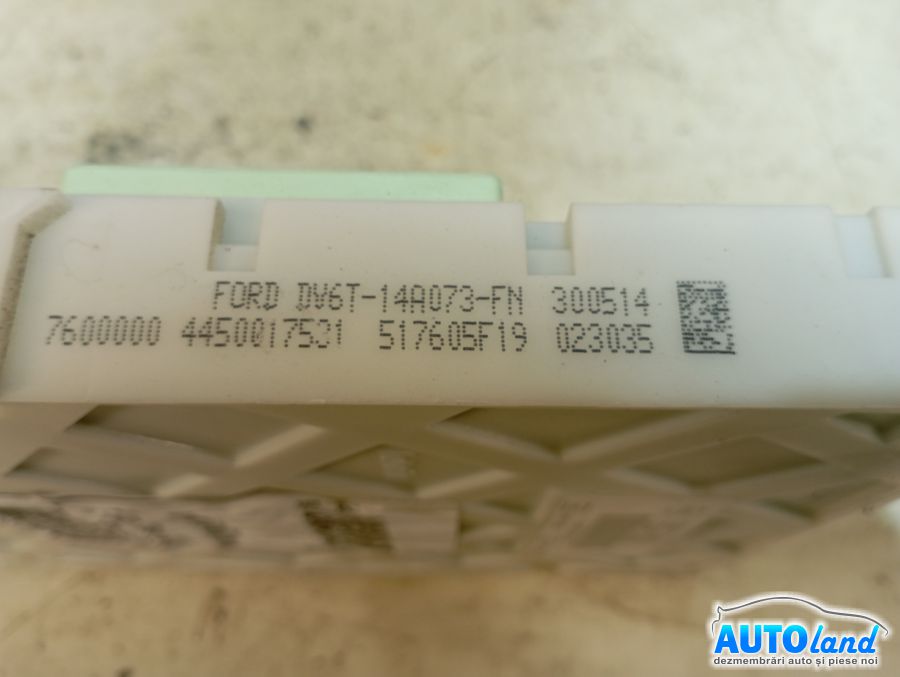 FORD DV6T-14A073-FN 300514
7600000 4450017531 517605F19 023035
AUTOland
dezmembrări auto și piese noi